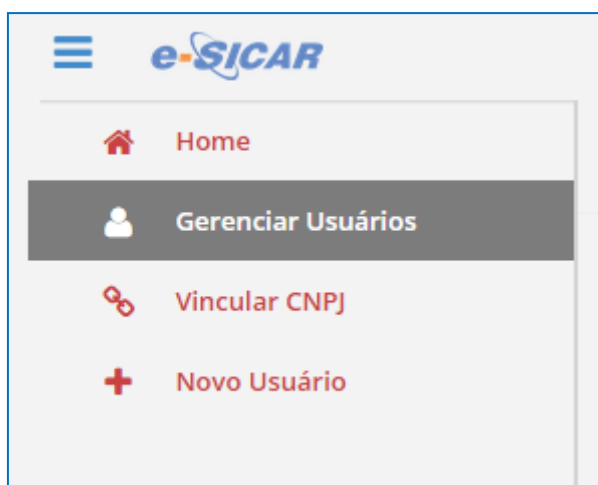 e-SICAR
Home
Gerenciar Usuários
Vincular CNPJ
Novo Usuário